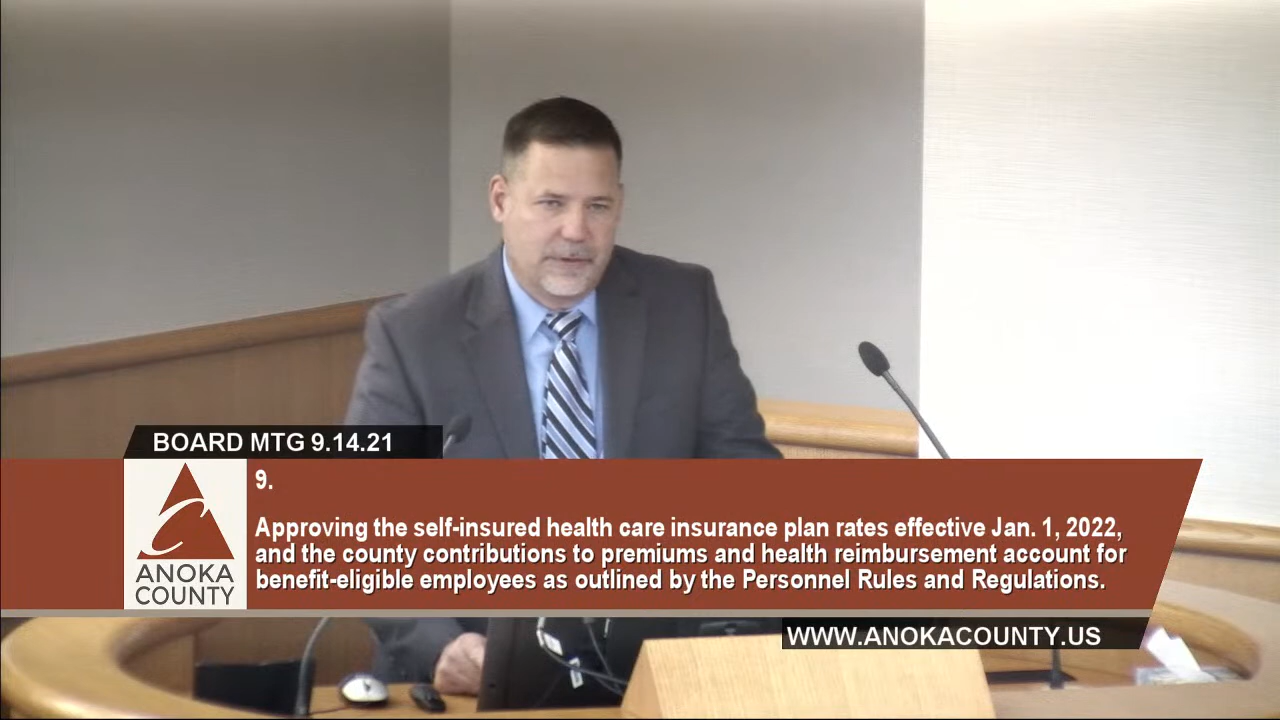 BOARD MTG 9.14.21
9.
Approving the self-insured health care insurance plan rates effective Jan. 1, 2022,
and the county contributions to premiums and health reimbursement account for
benefit-eligible employees as outlined by the Personnel Rules and Regulations.
ANOKA
COUNTY
WWW.ANOKACOUNTY.US